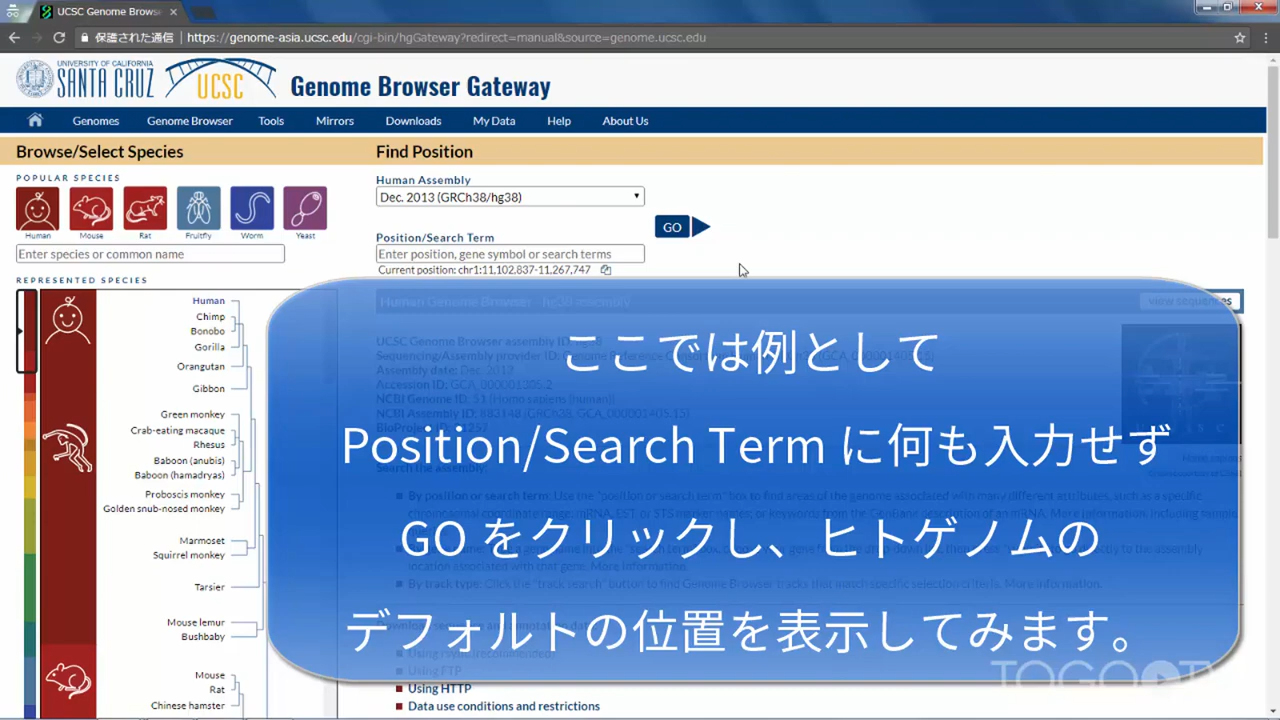 UCSC Genome Brows
保護された通信
https://genome-asia.ucsc.edu/cgi-bin/hgGateway?redirect=manual&source=genome.ucsc.edu
UNIVERSITY OF CALIFORNIA
SANTA CRUZ
UCSC
Genome Browser Gateway
Genomes Genome Browser Tools Mirrors Downloads My Data Help About Us
Browse/Select Species
POPULAR SPECIES
Human Mouse Rat Fruitfly Worm Yeast
Enter species or common name
REPRESENTED SPECIES
Human
Chimp
Bonobo
Gorilla
Orangutan
Gibbon
Green monkey
Crab-eating macaque
Rhesus
Baboon (anubis)
Baboon (hamadryas)
Proboscis monkey
Golden snub-nosed monkey
Marmoset
Squirrel monkey
Tarsier
Mouse lemur
Bushbaby
Mouse
Rat
Chinese hamster
Find Position
Human Assembly
Dec. 2013 (GRCh38/hg38)
GO
Position/Search Term
Enter position, gene symbol or search terms
Current position: chr1:11,102,837-11,267,747
Human Genome Browser - hg38 assembly
view sequences
ここでは例として
Position/Search Term に何も入力せず
GO をクリックし、ヒトゲノムの
デフォルトの位置を表示してみます。
Using FTP
Using HTTP
Data use conditions and restrictions